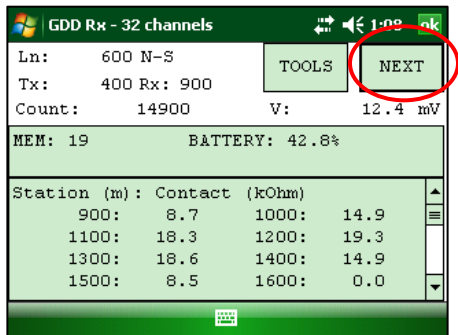 GDD Rx - 32 channels 1:08 ok
Ln: 600 N-S
TOOLS NEXT
Tx: 400 Rx: 900
Count: 14900 V: 12.4 mV
MEM: 19 BATTERY: 42.8%
Station (m): Contact (kOhm)
900: 8.7 1000: 14.9
1100: 18.3 1200: 19.3
1300: 18.6 1400: 14.9
1500: 8.5 1600: 0.0